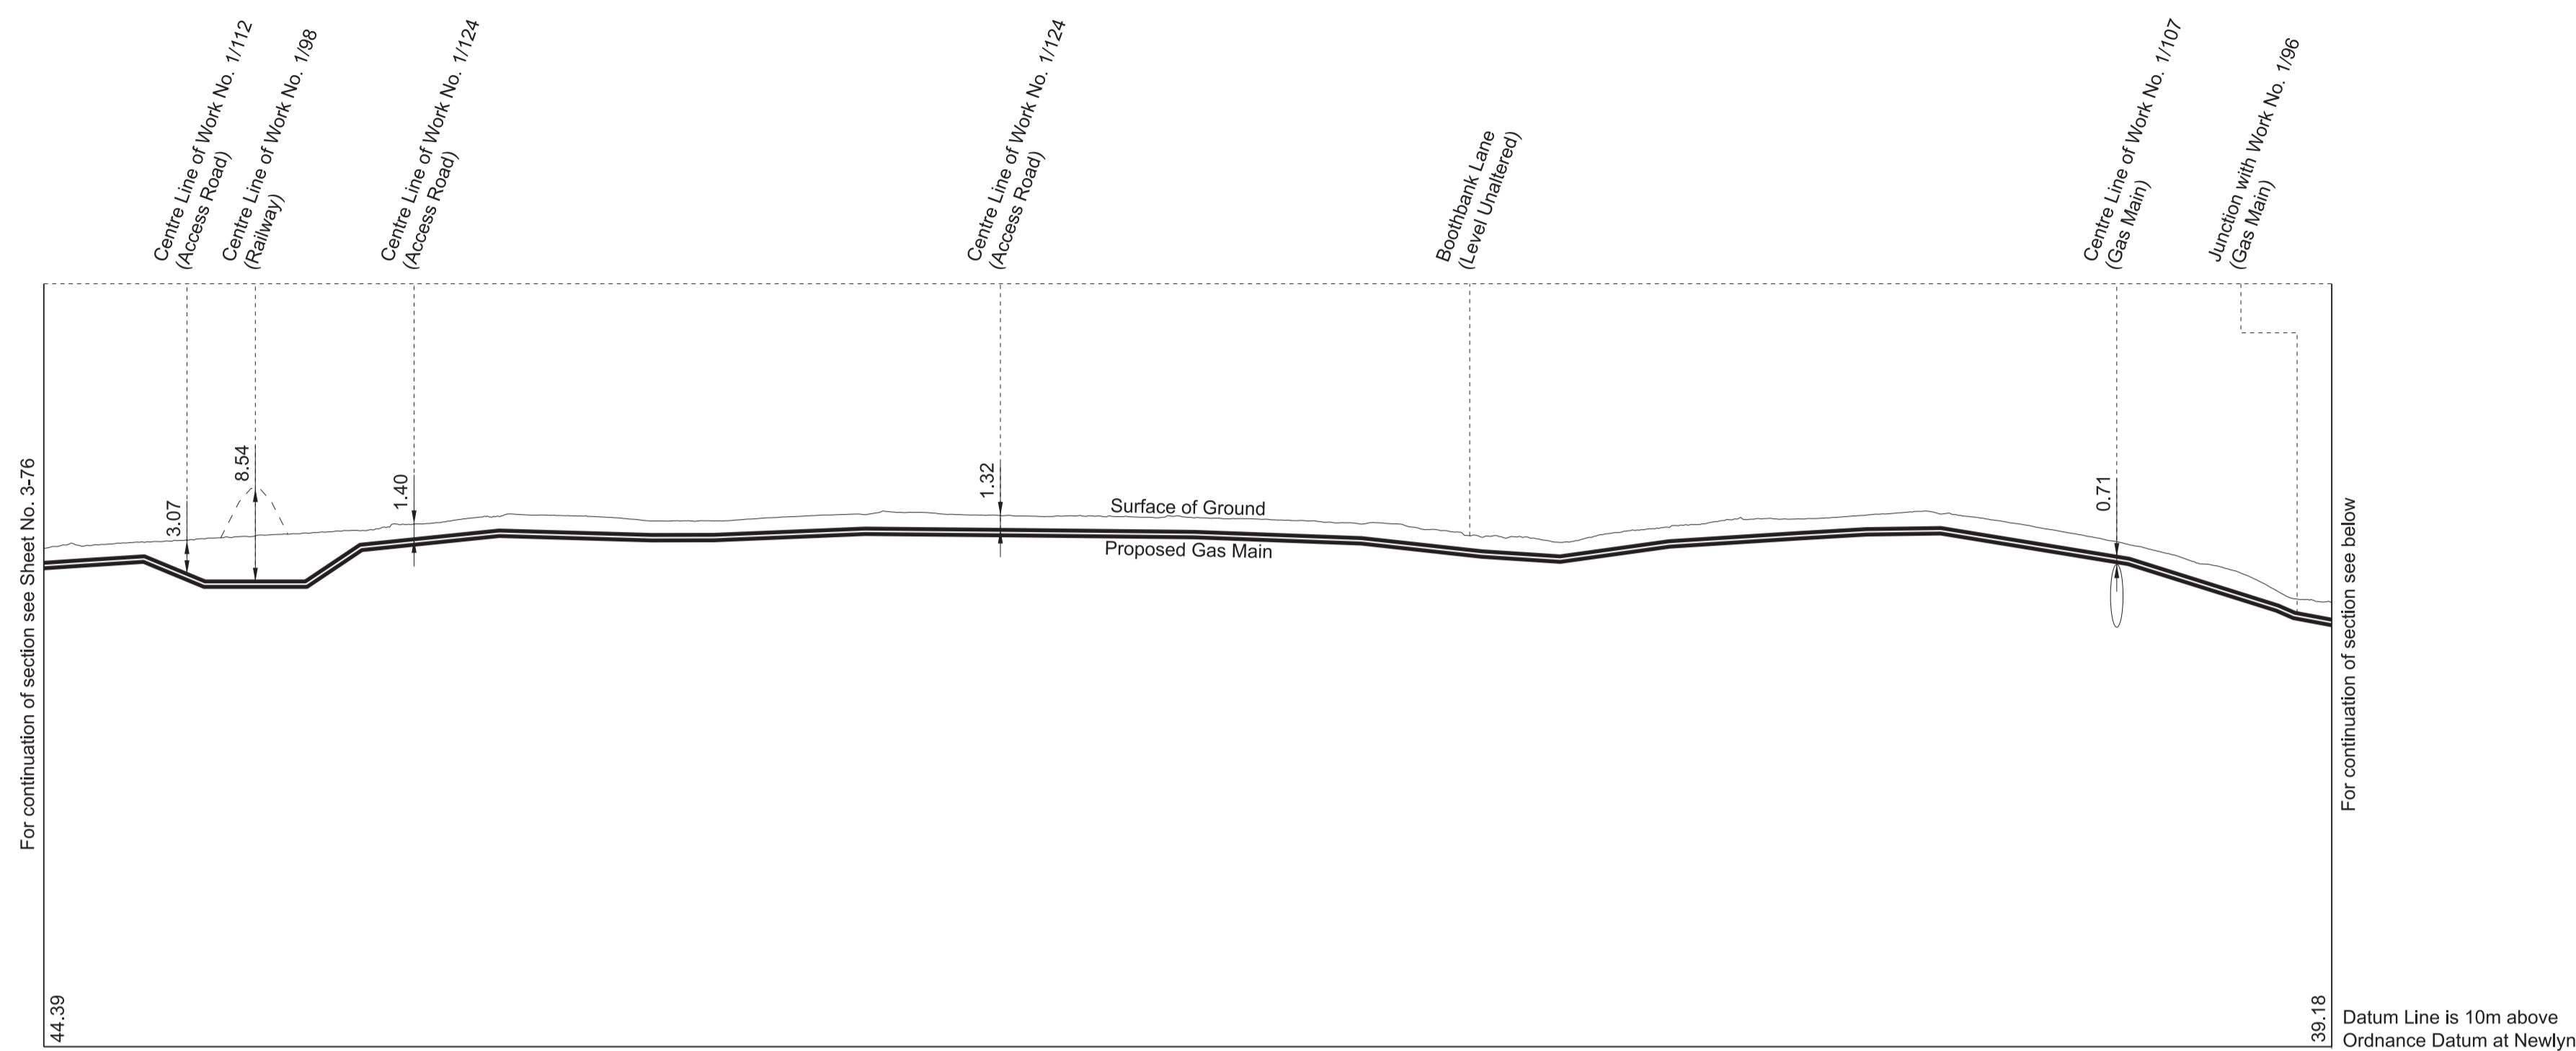 Centre Line of Work No. 1/112
(Access Road)
Centre Line of Work No. 1/98
(Railway)
Centre Line of Work No. 1/124
(Access Road)
Centre Line of Work No. 1/124
(Access Road)
Boothbank Lane
(Level Unaltered)
Centre Line of Work No. 1/107
(Gas Main)
Junction with Work No. 1/96
(Gas Main)
For continuation of section see Sheet No. 3-76
3.07
8.54
1.40
1.32
Surface of Ground
Proposed Gas Main
0.71
For continuation of section see below
44.39
39.18
Datum Line is 10m above
Ordnance Datum at Newlyn